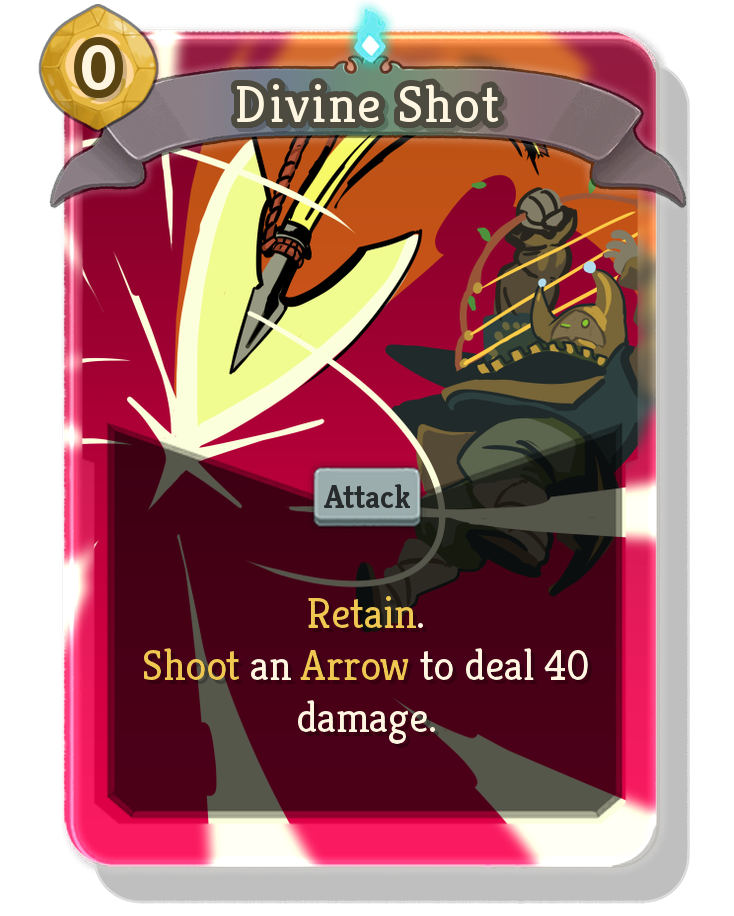 0
Divine Shot
Attack
Retain.
Shoot an Arrow to deal 40
damage.